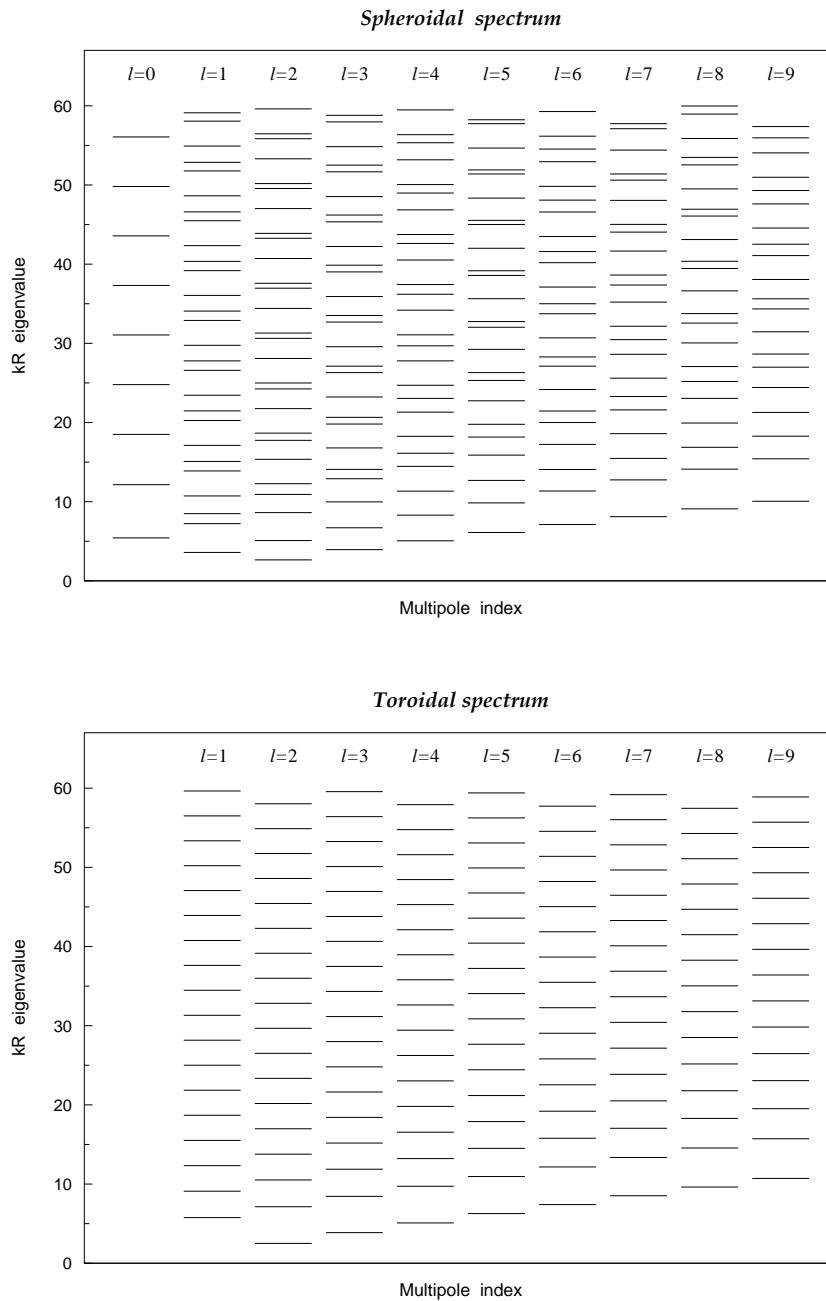 Spheroidal spectrum
l=0 l=1 l=2 l=3 l=4 l=5 l=6 l=7 l=8 l=9
60
50
40
30
20
10
0
kR eigenvalue
Multipole index
Toroidal spectrum
l=1 l=2 l=3 l=4 l=5 l=6 l=7 l=8 l=9
60
50
40
30
20
10
0
kR eigenvalue
Multipole index